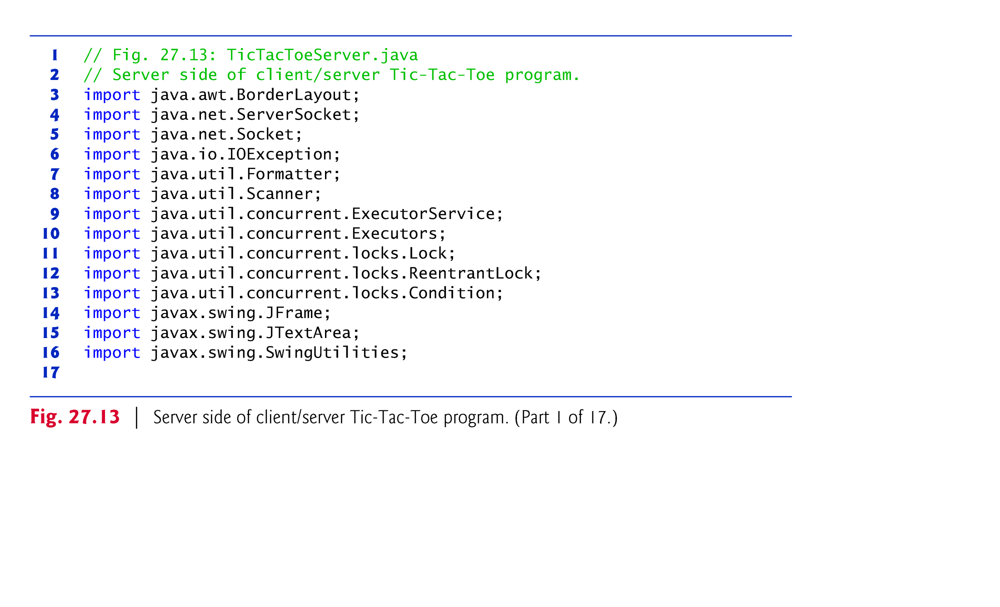 1 // Fig. 27.13: TicTacToeServer.java
2 // Server side of client/server Tic-Tac-Toe program.
3 import java.awt.BorderLayout;
4 import java.net.ServerSocket;
5 import java.net.Socket;
6 import java.io.IOException;
7 import java.util.Formatter;
8 import java.util.Scanner;
9 import java.util.concurrent.ExecutorService;
10 import java.util.concurrent.Executors;
11 import java.util.concurrent.locks.Lock;
12 import java.util.concurrent.locks.ReentrantLock;
13 import java.util.concurrent.locks.Condition;
14 import javax.swing.JFrame;
15 import javax.swing.JTextArea;
16 import javax.swing.SwingUtilities;
17
Fig. 27.13 | Server side of client/server Tic-Tac-Toe program. (Part 1 of 17.)